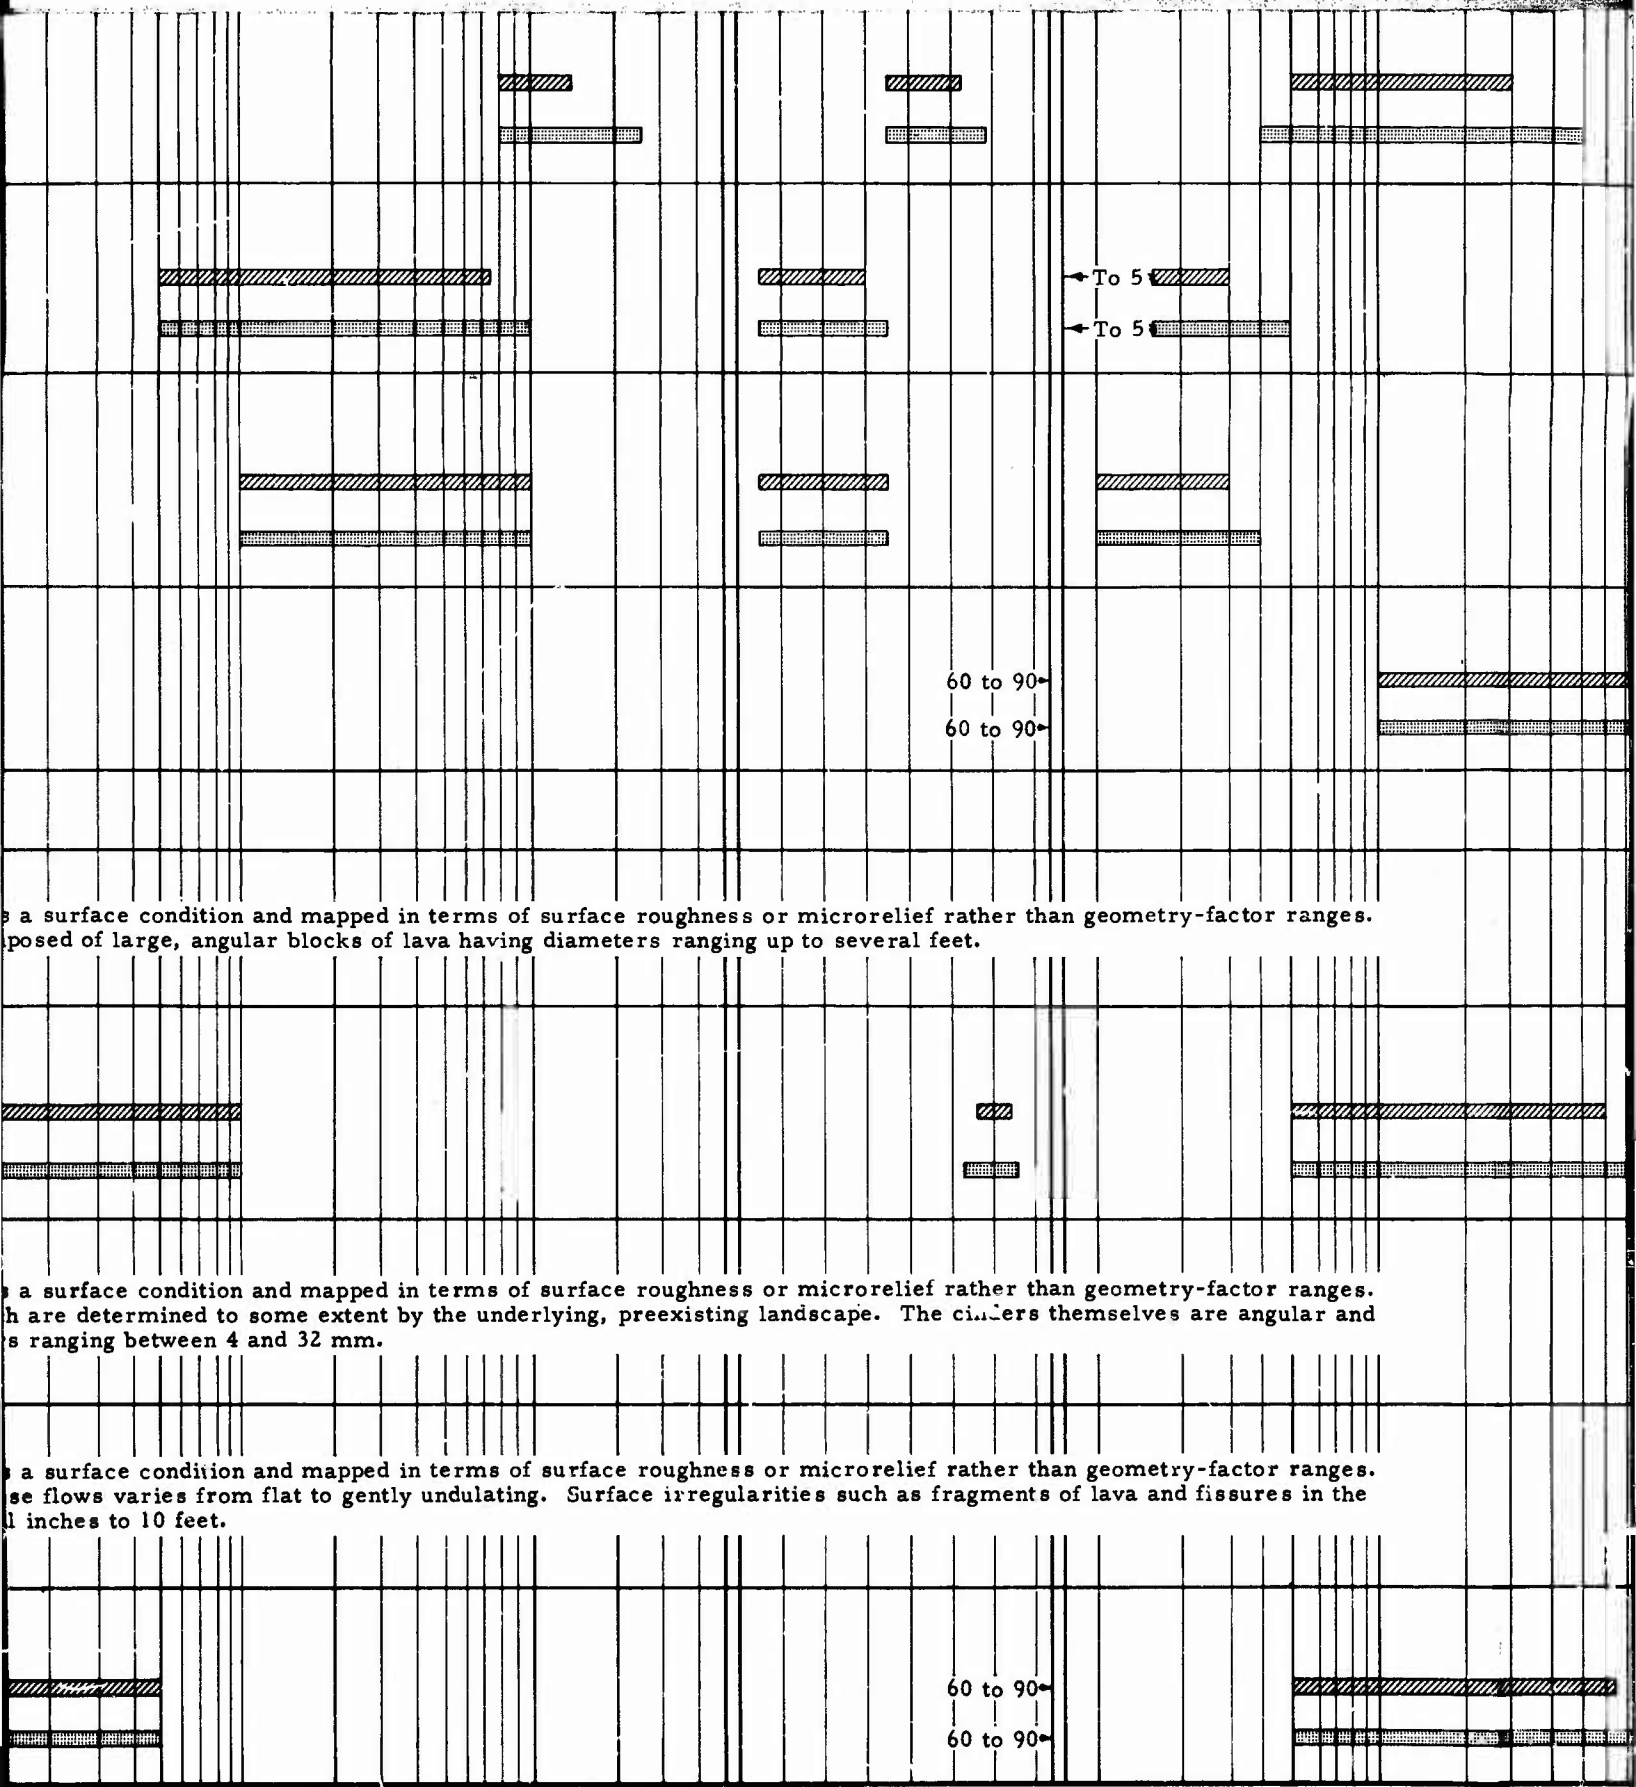 To 5
To 5
60 to 90
60 to 90
a surface condition and mapped in terms of surface roughness or microrelief rather than geometry-factor ranges.
posed of large, angular blocks of lava having diameters ranging up to several feet.
a surface condition and mapped in terms of surface roughness or microrelief rather than geometry-factor ranges.
h are determined to some extent by the underlying, preexisting landscape. The themselves are angular and
s ranging between 4 and 32 mm.
a surface condition and mapped in terms of surface roughness or microrelief rather than geometry-factor ranges.
se flows varies from flat to gently undulating. Surface irregularities such as fragments of lava and fissures in the
inches to 10 feet.
60 to 90
60 to 90